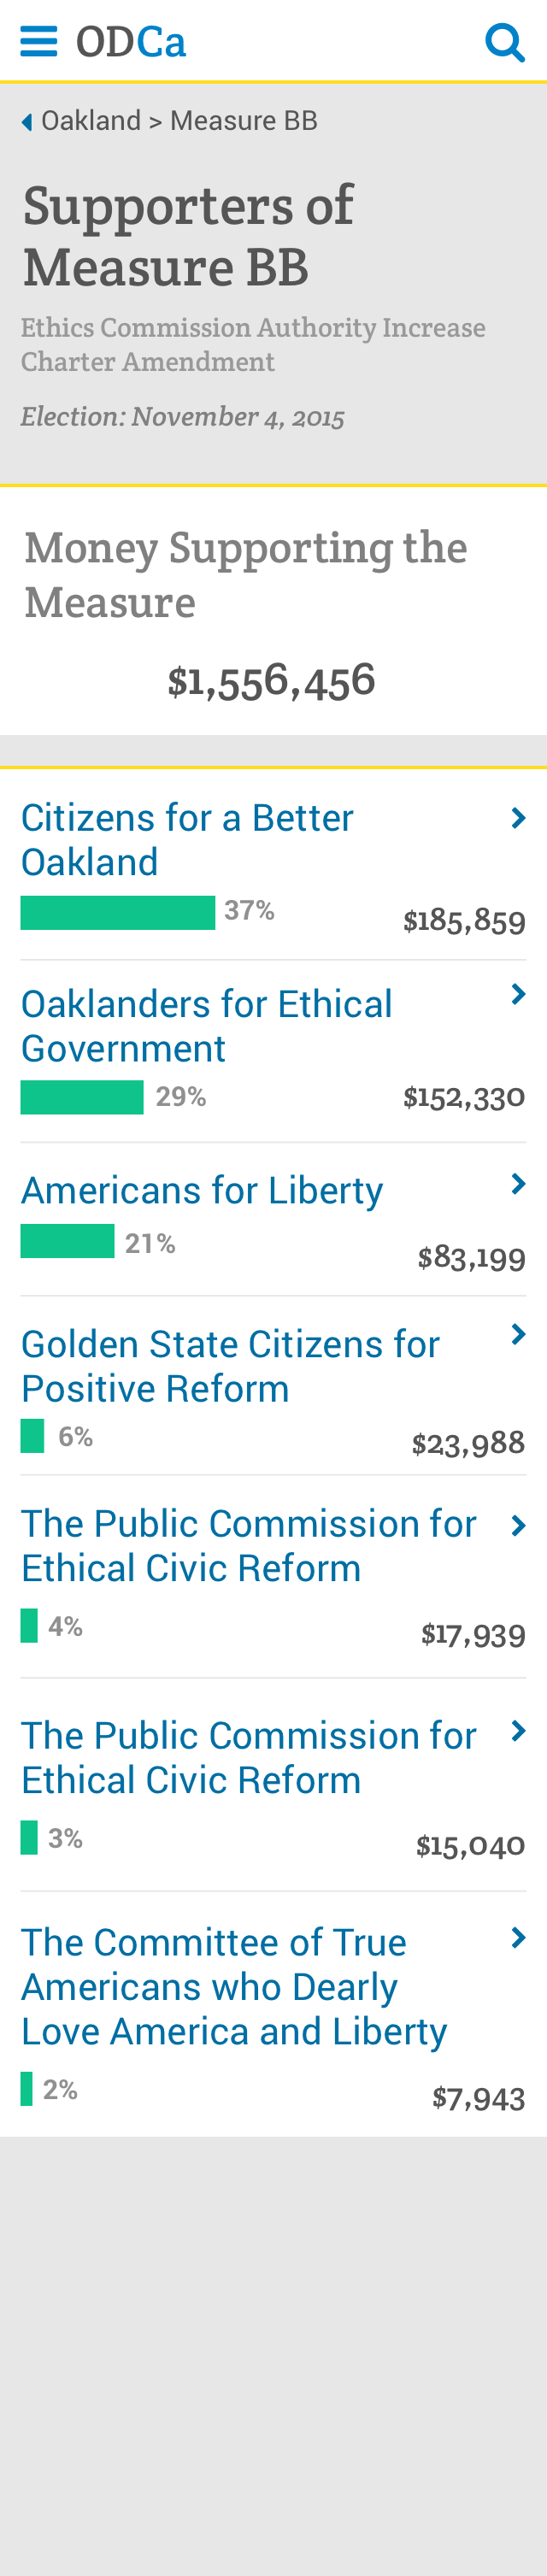 ODCa
Oakland > Measure BB
Supporters of
Measure BB
Ethics Commission Authority Increase
Charter Amendment
Election: November 4, 2015
Money Supporting the
Measure
$1,556,456
Citizens for a Better
Oakland
37%
$185,859
Oaklanders for Ethical
Government
29%
$152,330
Americans for Liberty
21%
$83,199
Golden State Citizens for
Positive Reform
6%
$23,988
The Public Commission for
Ethical Civic Reform
4%
$17,939
The Public Commission for
Ethical Civic Reform
3%
$15,040
The Committee of True
Americans who Dearly
Love America and Liberty
2%
$7,943